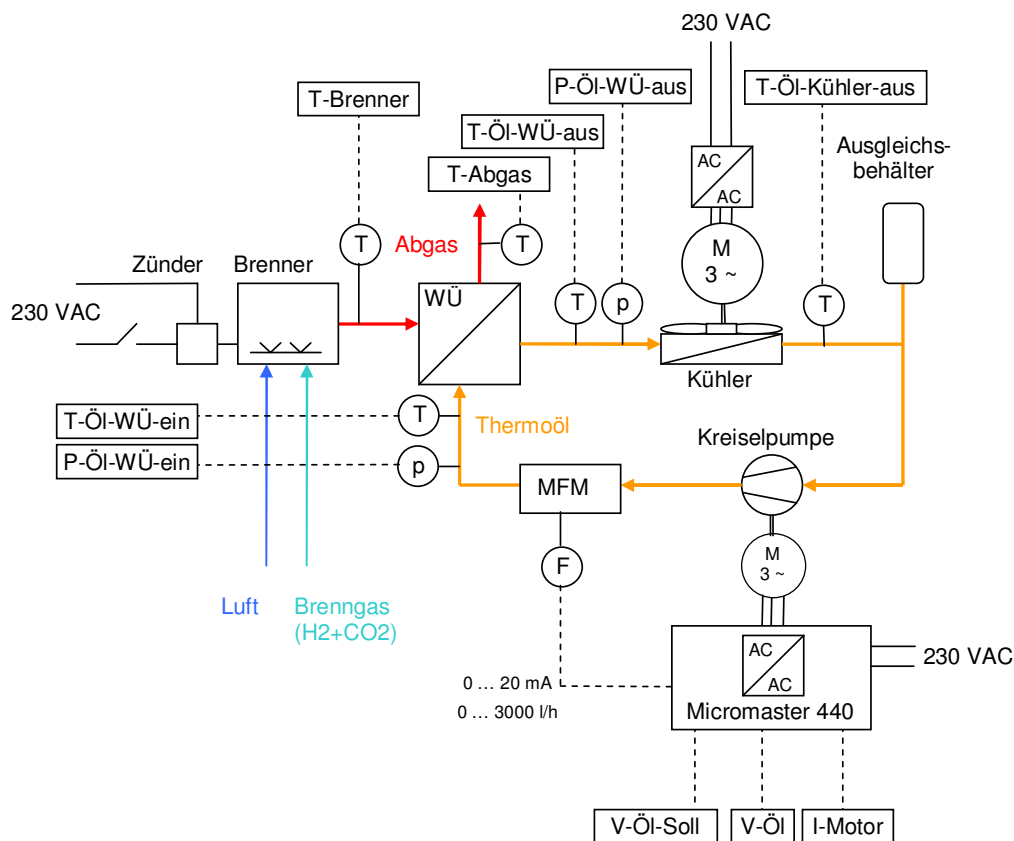 230 VAC
T-Brenner
P-Öl-WÜ-aus
T-Öl-Kühler-aus
T-Öl-WÜ-aus
Ausgleichs-
behälter
T-Abgas
AC
AC
T
Abgas
T
M
3 ~
Zünder
Brenner
230 VAC
WÜ
T
p
T
Kühler
T-Öl-WÜ-ein
T
Thermoöl
Kreiselpumpe
P-Öl-WÜ-ein
p
MFM
F
M
3 ~
Luft
Brenngas
(H2+CO2)
AC
AC
230 VAC
0 … 20 mA
0 … 3000 l/h
Micromaster 440
V-Öl-Soll
V-Öl
I-Motor